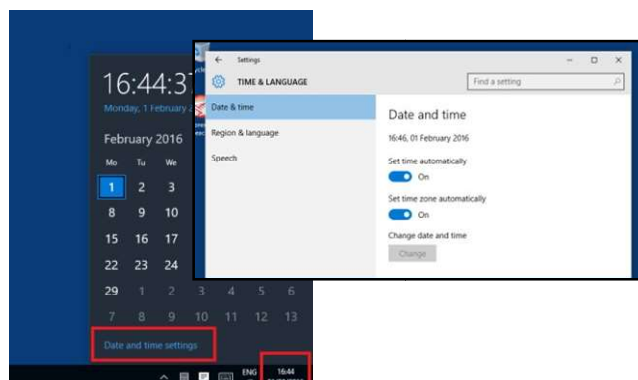 16:44:37
Monday, 1 February
February 2016
Mo Tu We
1 2 3
8 9 10
15 16 17
22 23 24
29 1 2 3 4 5 6
7 8 9 10 11 12 13
Date and time settings
ENG 16:44
Settings
TIME & LANGUAGE
Find a setting
Date & time
Region & language
Speech
Date and time
16:46, 01 February 2016
Set time automatically
On
Set time zone automatically
On
Change date and time
Change